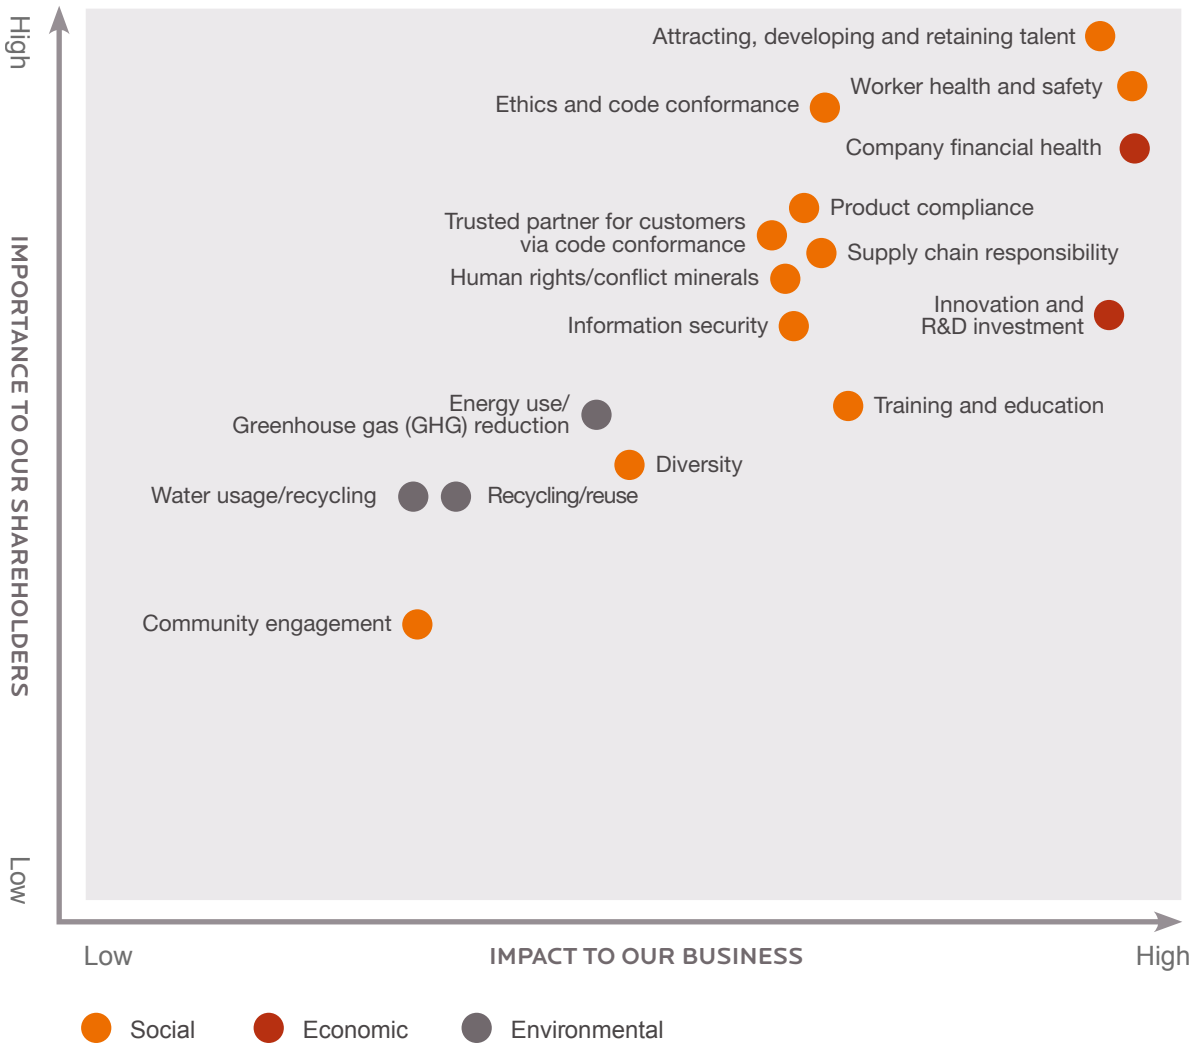 High
Attracting, developing and retaining talent
Worker health and safety
Ethics and code conformance
Company financial health
Product compliance
Trusted partner for customers
via code conformance
Supply chain responsibility
Human rights/conflict minerals
Innovation and
R&D investment
Information security
IMPORTANCE TO OUR SHAREHOLDERS
Energy use/
Greenhouse gas (GHG) reduction
Training and education
Diversity
Water usage/recycling
Recycling/reuse
Community engagement
Low
Low
IMPACT TO OUR BUSINESS
High
Social
Economic
Environmental